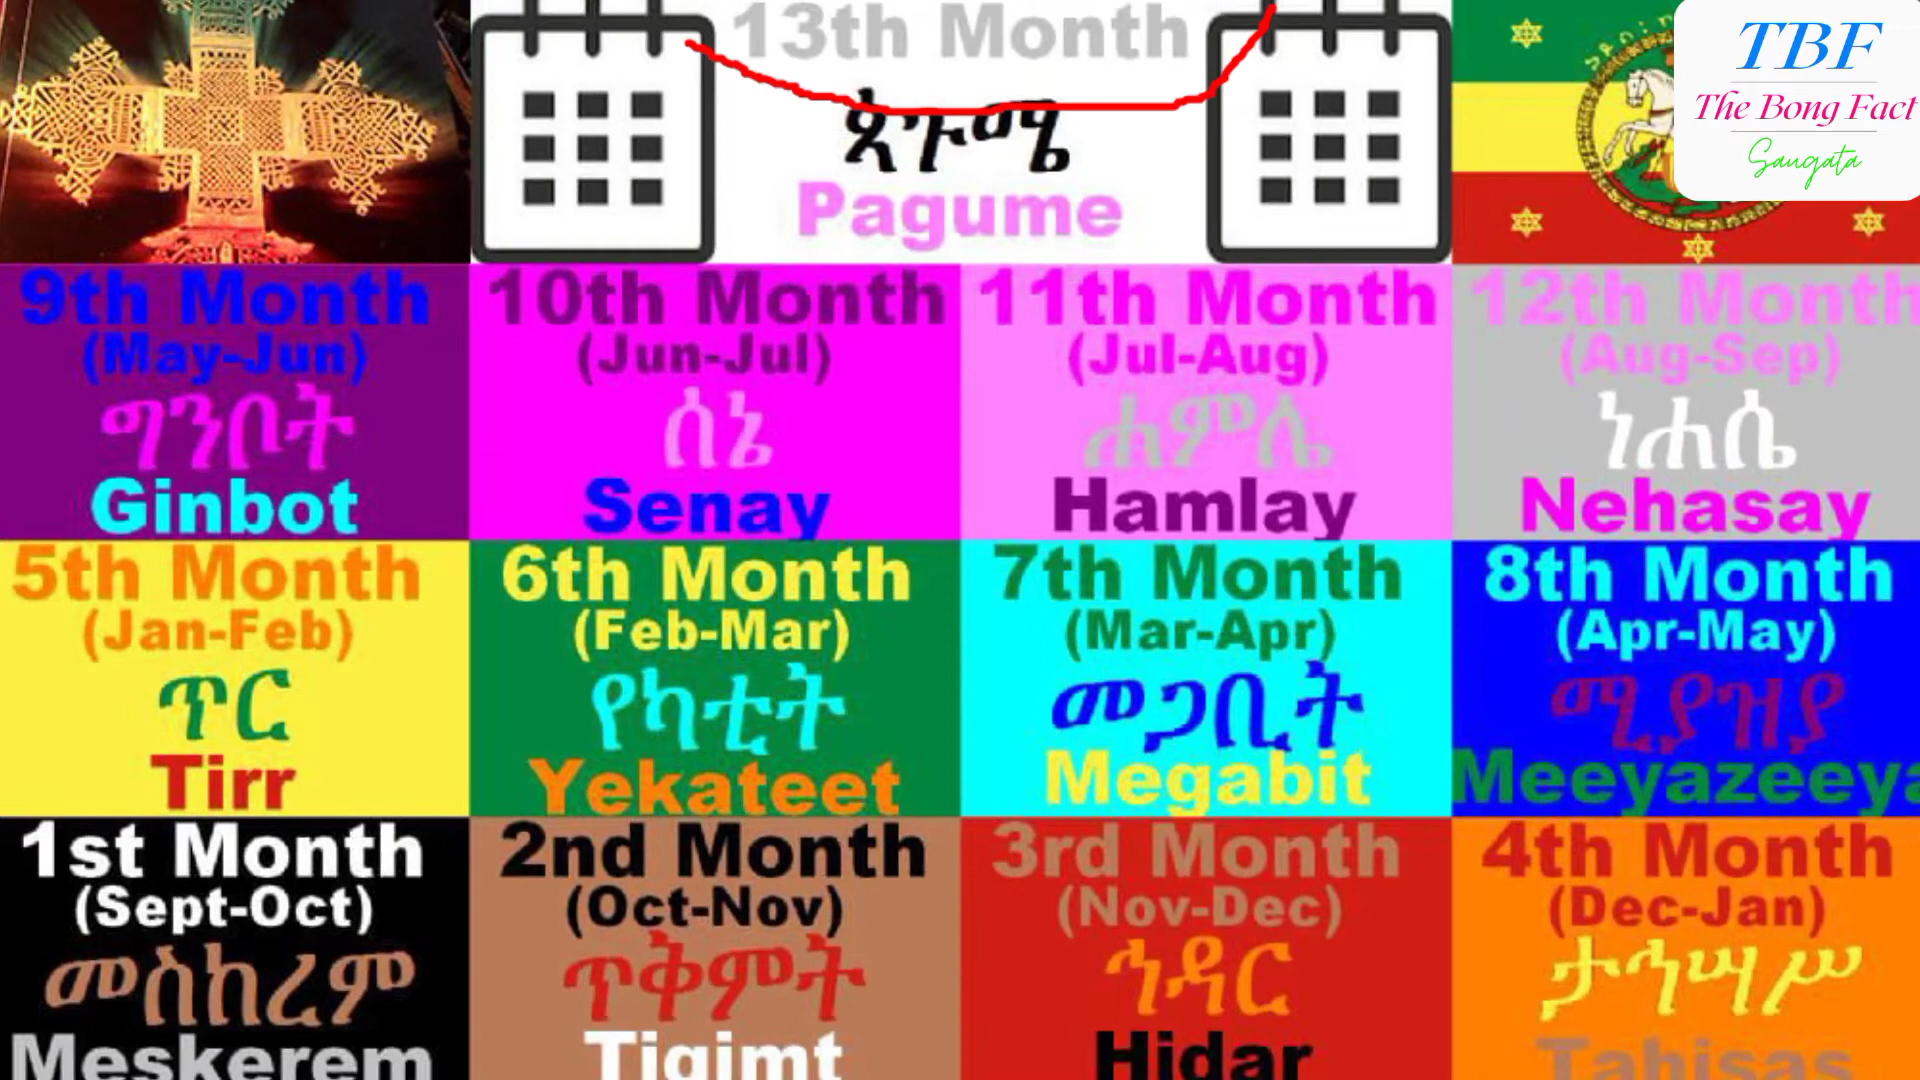 13th Month
ጳጉሜ
Pagume
TBF
The Bong Fact
Saugata
9th Month
(May-Jun)
ግንቦት
Ginbot
10th Month
(Jun-Jul)
ሰኔ
Senay
11th Month
(Jul-Aug)
ሐምሌ
Hamlay
12th Month
(Aug-Sep)
ነሐሴ
Nehasay
5th Month
(Jan-Feb)
ጥር
Tirr
6th Month
(Feb-Mar)
የካቲት
Yekateet
7th Month
(Mar-Apr)
መጋቢት
Megabit
8th Month
(Apr-May)
ሚያዝያ
Meeyazeeya
1st Month
(Sept-Oct)
መስከረም
Meskerem
2nd Month
(Oct-Nov)
ጥቅምት
Tiqimt
3rd Month
(Nov-Dec)
ኅዳር
Hidar
4th Month
(Dec-Jan)
ታኅሣሥ
Tahisas